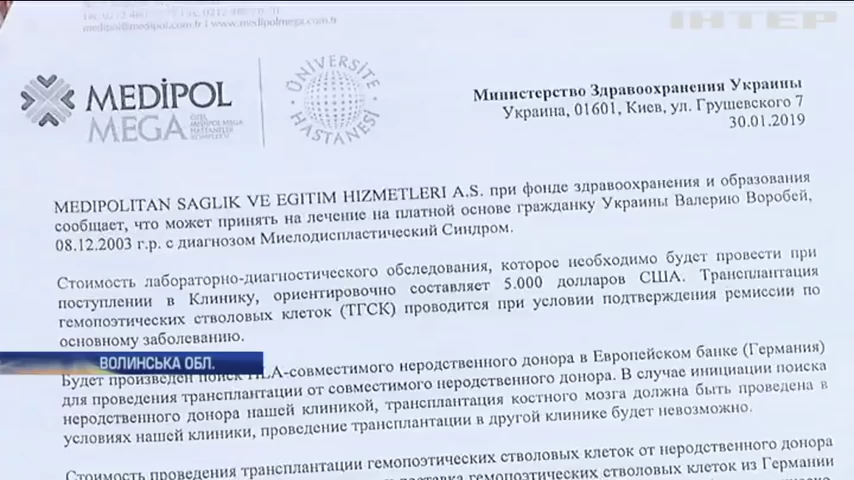 ІНТЕР
medipol@medipol.com.tr I www.medipolmega.com
MEDİPOL
MEGA
ÜNİVERSİTE
HASTANESİ
Министерство Здравоохранения Украины
Украина, 01601, Киев, ул. Грушевского 7
30.01.2019
MEDIPOLITAN SAGLIK VE EGITIM HIZMETLERI A.S. при фонде здравоохранения и образования
сообщает, что может принять на лечение на платной основе гражданку Украины Валерию Воробей,
08.12.2003 г.р. с диагнозом Миелодиспластический Синдром.
Стоимость лабораторно-диагностического обследования, которое необходимо будет провести при
поступлении в Клинику, ориентировочно составляет 5.000 долларов США. Трансплантация
гемопоэтических стволовых клеток (ТГСК) проводится при условии подтверждения ремиссии по
основному заболеванию.
ВОЛИНСЬКА ОБЛ.
Будет произведен поиск HLA-совместимого неродственного донора в Европейском банке (Германия)
для проведения трансплантации от совместимого неродственного донора. В случае инициации поиска
неродственного донора нашей клиникой, трансплантация костного мозга должна быть проведена в
условиях нашей клиники, проведение трансплантации в другой клинике будет невозможно.
Стоимость проведения трансплантации гемопоэтических стволовых клеток от неродственного донора
доставка гемопоэтических стволовых клеток из Германии